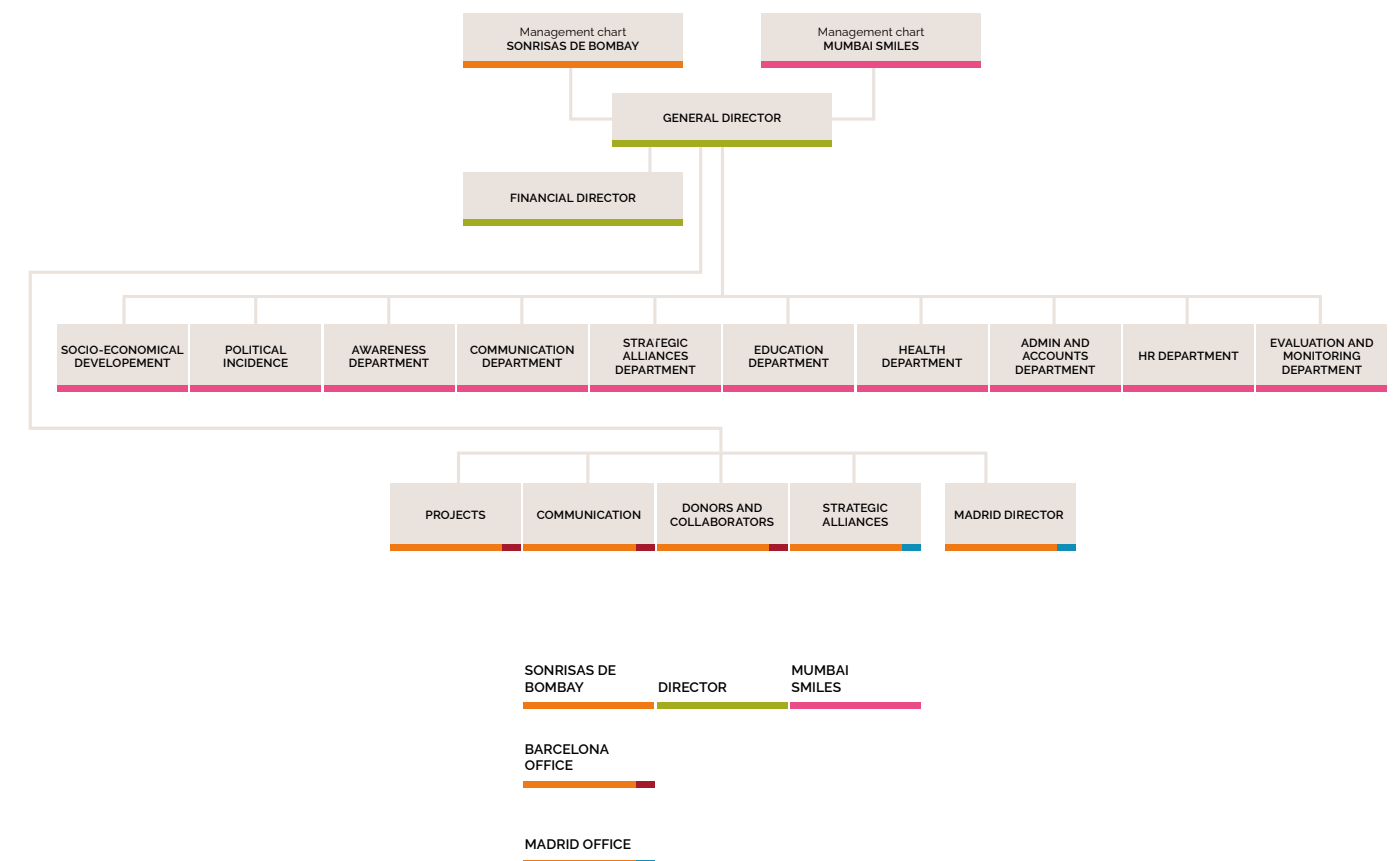 Management chart
SONRISAS DE BOMBAY
Management chart
MUMBAI SMILES
GENERAL DIRECTOR
FINANCIAL DIRECTOR
SOCIO-ECONOMICAL
DEVELOPEMENT
POLITICAL
INCIDENCE
AWARENESS
DEPARTMENT
COMMUNICATION
DEPARTMENT
STRATEGIC
ALLIANCES
DEPARTMENT
EDUCATION
DEPARTMENT
HEALTH
DEPARTMENT
ADMIN AND
ACCOUNTS
DEPARTMENT
HR DEPARTMENT
EVALUATION AND
MONITORING
DEPARTMENT
PROJECTS
COMMUNICATION
DONORS AND
COLLABORATORS
STRATEGIC
ALLIANCES
MADRID DIRECTOR
SONRISAS DE
BOMBAY
DIRECTOR
MUMBAI
SMILES
BARCELONA
OFFICE
MADRID OFFICE